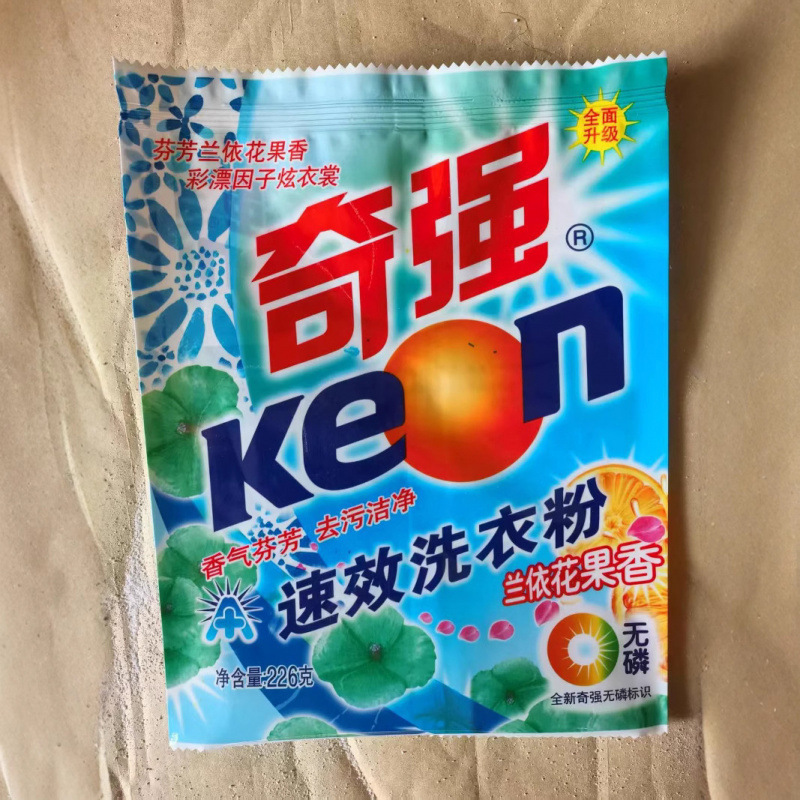 芬芳兰依花果香
彩漂因子炫衣裳
全面
升级
奇强
®
keon
香气芬芳 去污洁净
速效洗衣粉
兰依花果香
A+
净含量:226克
无磷
全新奇强无磷标识